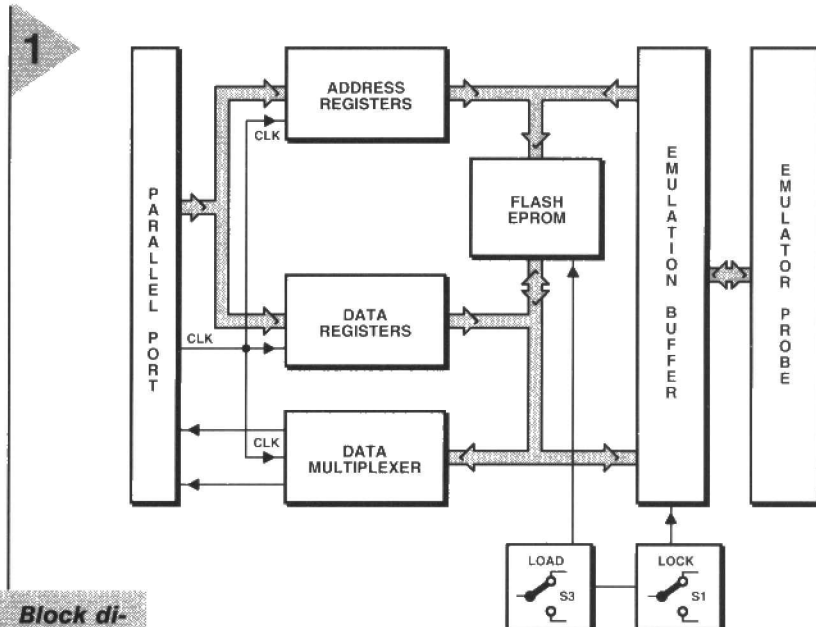 1
ADDRESS
REGISTERS
CLK
PARALLEL PORT
FLASH
EPROM
EMULATION BUFFER
EMULATOR PROBE
DATA
REGISTERS
CLK
CLK
DATA
MULTIPLEXER
LOAD
S3
LOCK
S1
Block di-